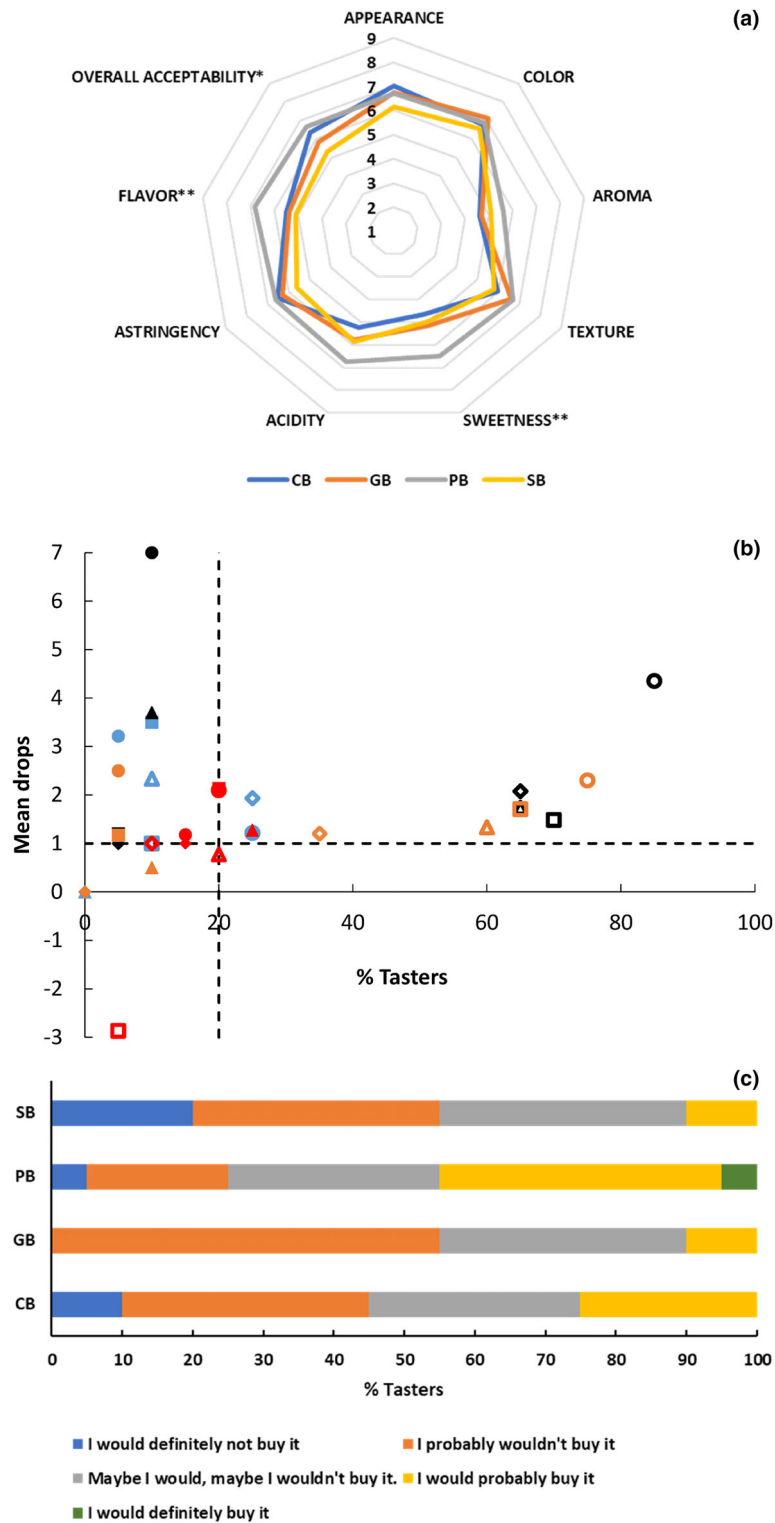 (a)
APPEARANCE
9
8
7
6
5
4
3
2
1
OVERALL ACCEPTABILITY*
COLOR
FLAVOR**
AROMA
ASTRINGENCY
TEXTURE
ACIDITY
SWEETNESS**
CB GB PB SB
(b)
7
6
5
4
3
2
1
0
-1
-2
-3
Mean drops
0 20 40 60 80 100
% Tasters
(c)
SB
PB
GB
CB
0 10 20 30 40 50 60 70 80 90 100
% Tasters
I would definitely not buy it I probably wouldn't buy it
Maybe I would, maybe I wouldn't buy it. I would probably buy it
I would definitely buy it